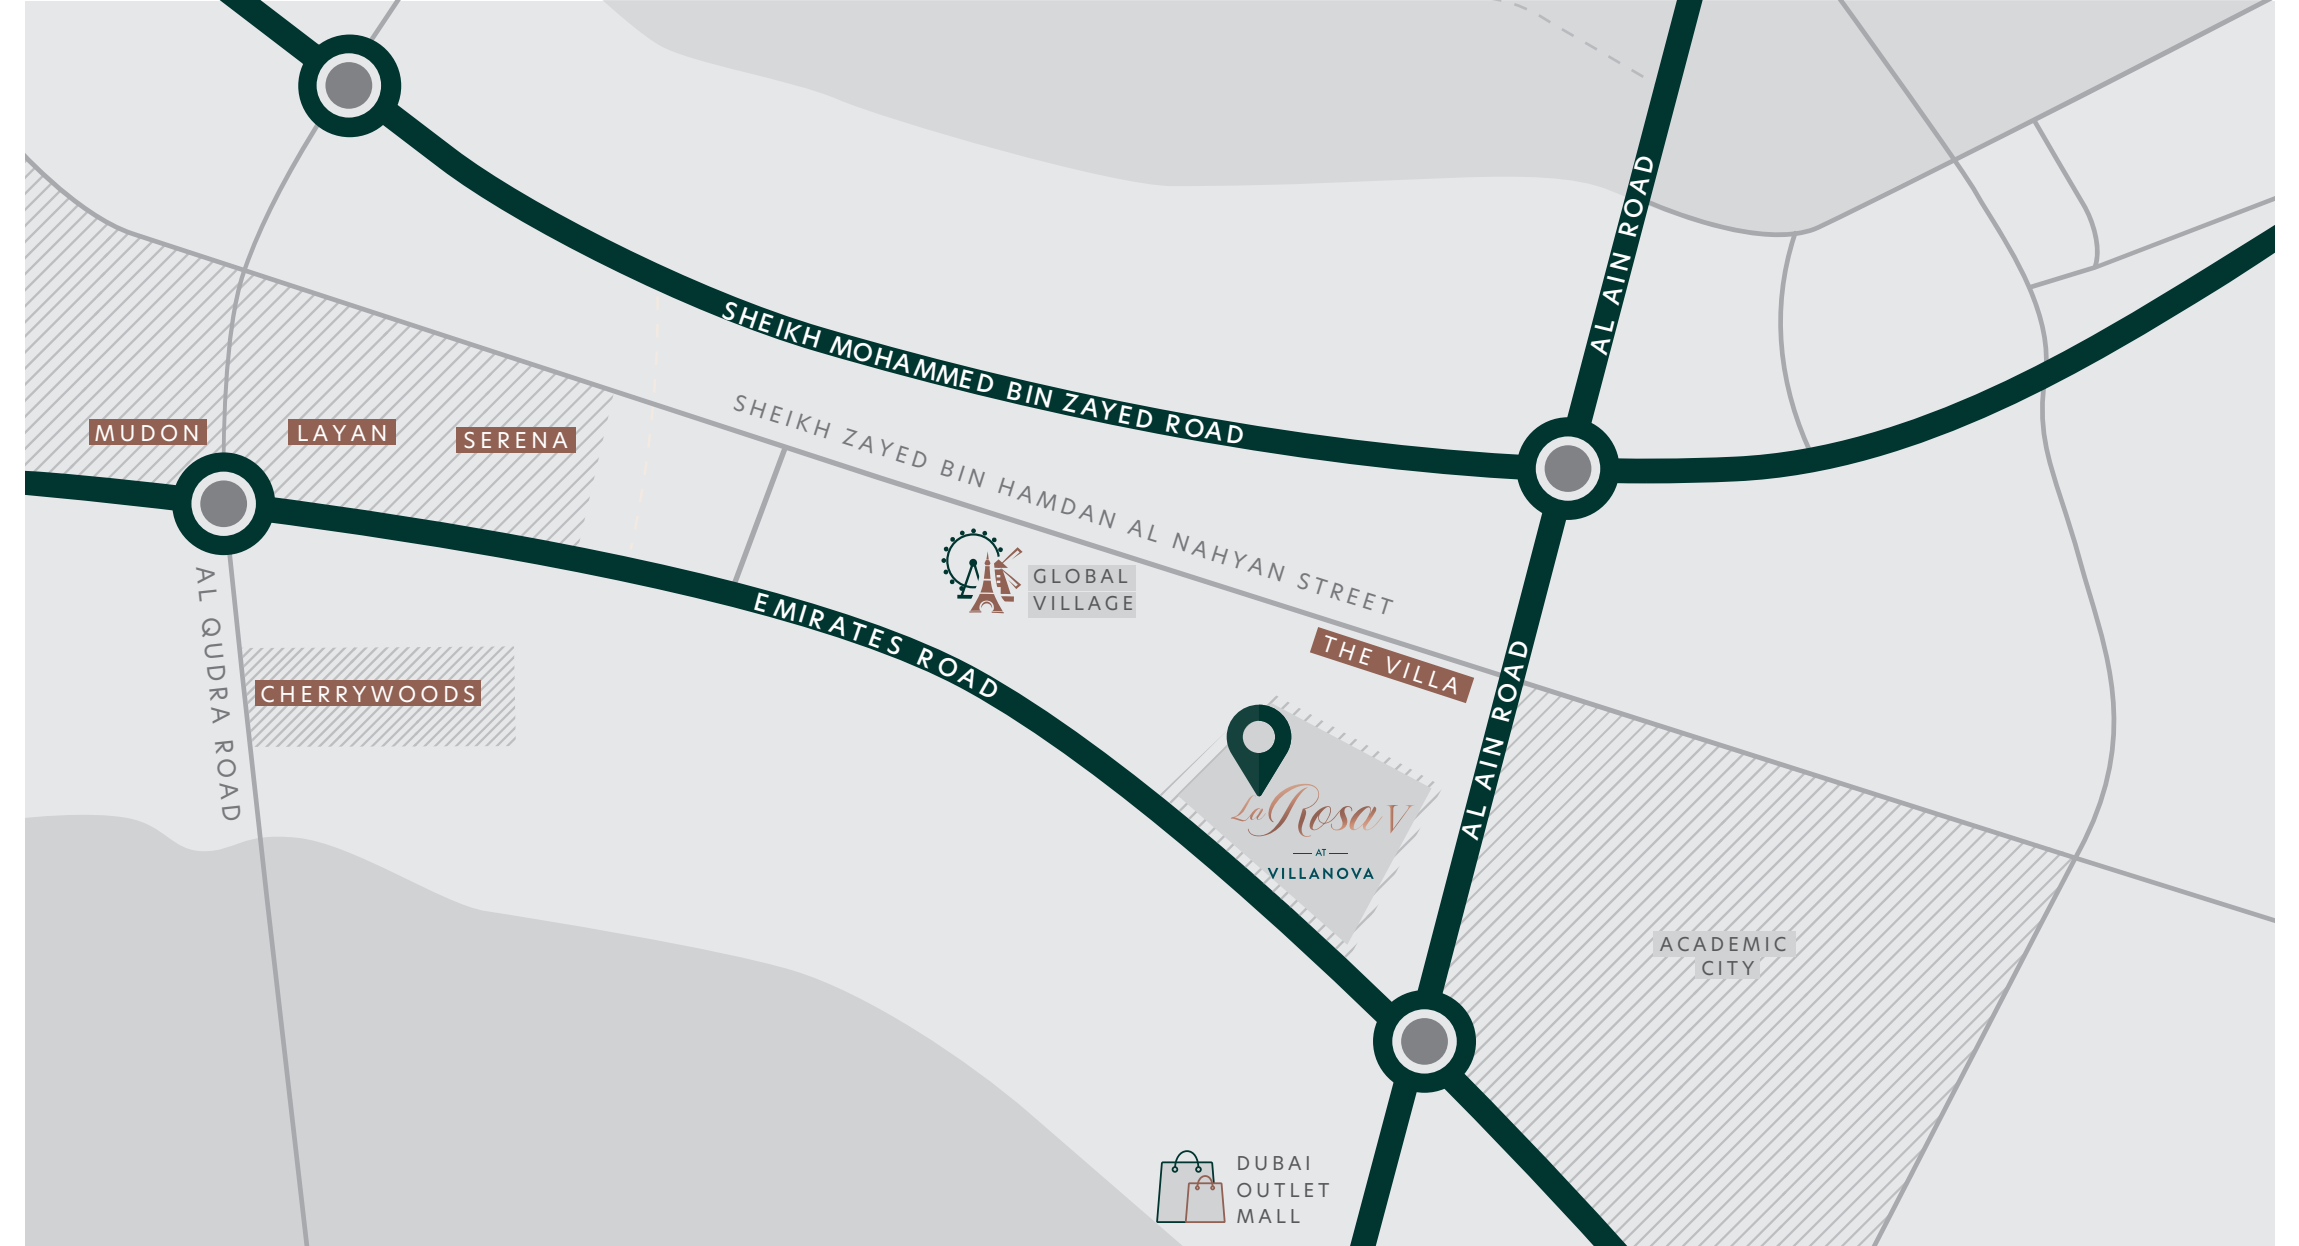 AL AIN ROAD
SHEIKH MOHAMMED BIN ZAYED ROAD
SHEIKH ZAYED BIN HAMDAN AL NAHYAN STREET
MUDON
LAYAN
SERENA
GLOBAL
VILLAGE
EMIRATES ROAD
AL QUDRA ROAD
THE VILLA
CHERRYWOODS
AL AIN ROAD
La Rosa V
AT
VILLANOVA
ACADEMIC
CITY
DUBAI
OUTLET
MALL